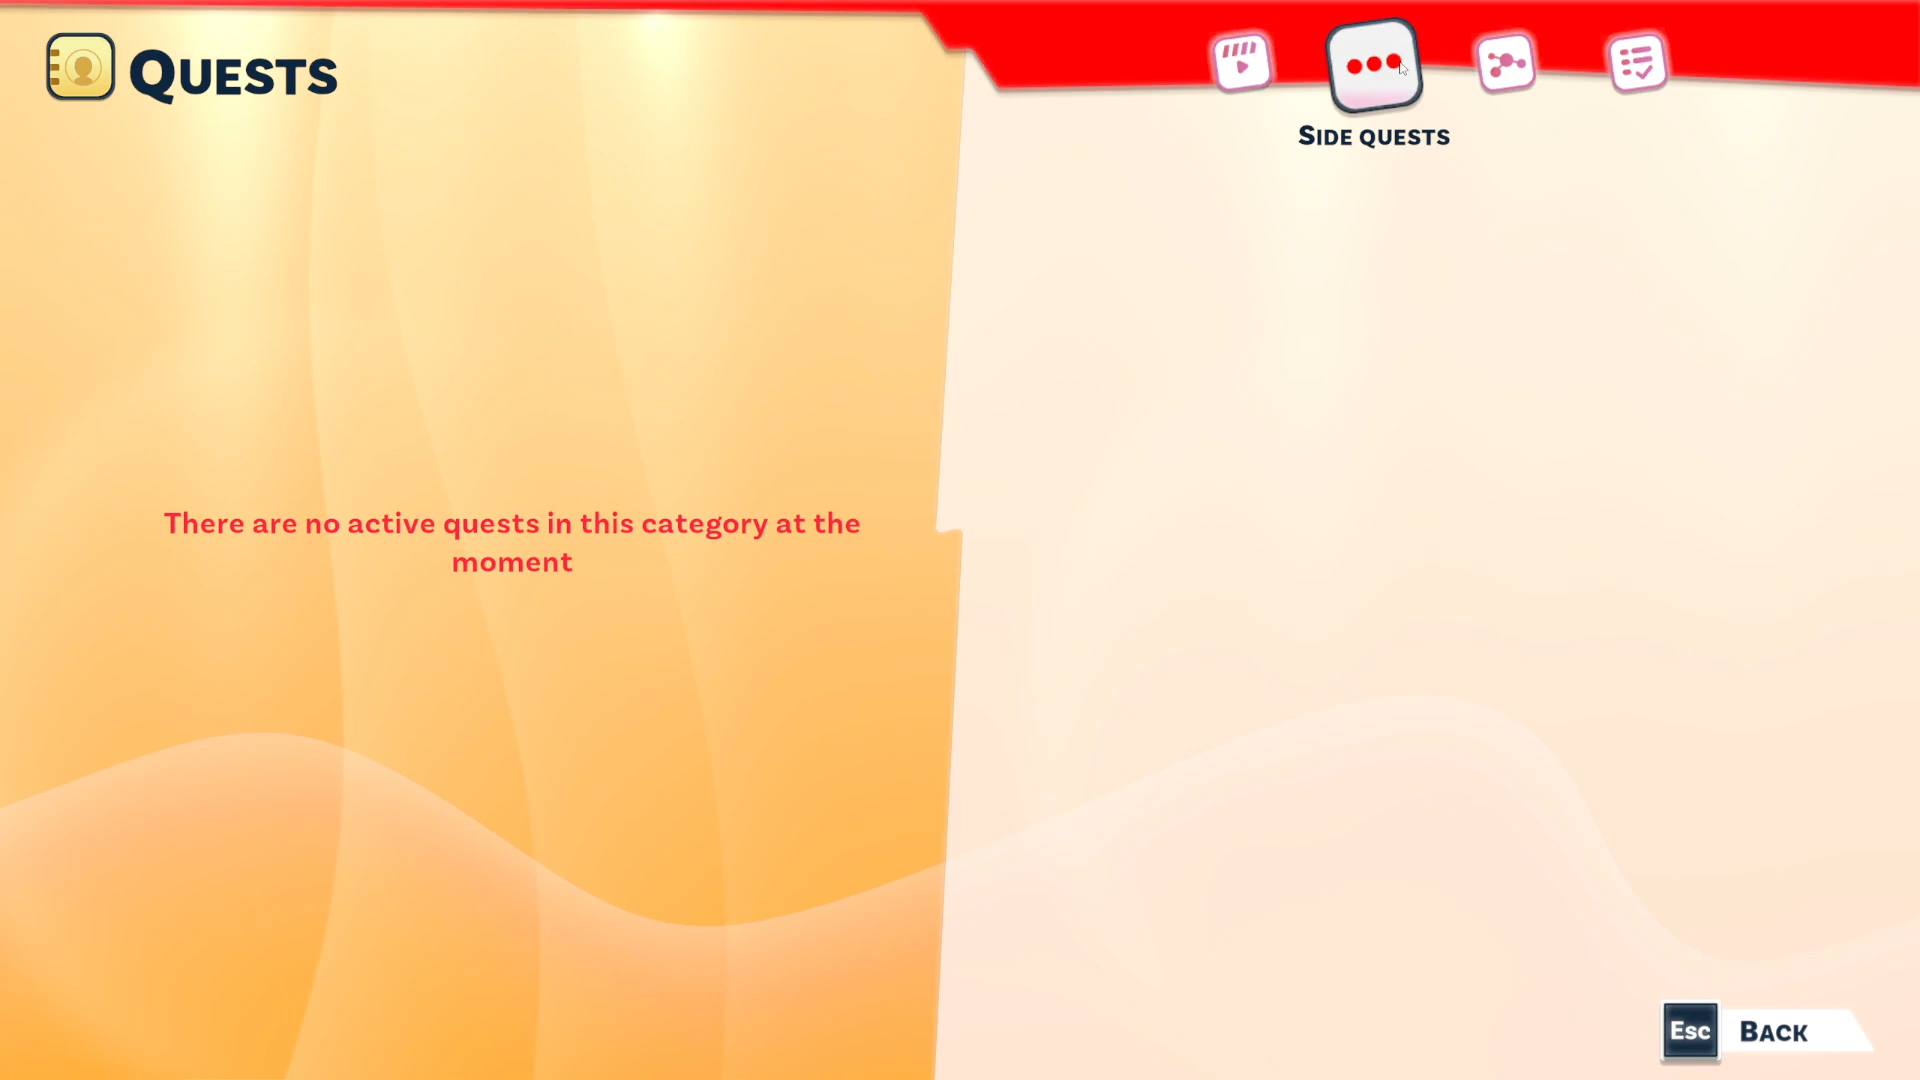 Quests
Side quests
There are no active quests in this category at the
moment
Esc Back